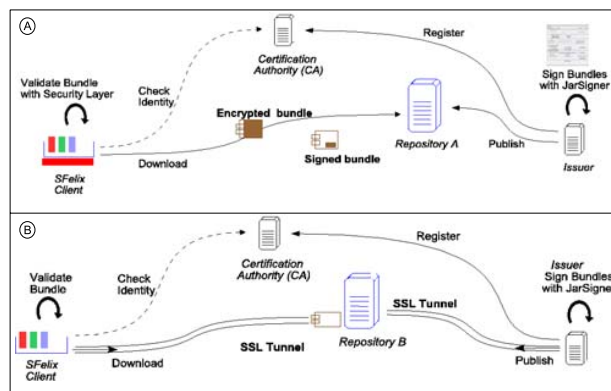 A
Register
Certification
Authority (CA)
Sign Bundles
with JarSigner
Validate Bundle
with Security Layer
Check
Identity
Encrypted bundle
Download
Signed bundle
Repository A
Publish
Issuer
SFelix
Client
B
Register
Certification
Authority (CA)
Issuer
Sign Bundles
with JarSigner
Validate
Bundle
Check
Identity
SSL Tunnel
Repository B
SSL Tunnel
Download
Publish
SFelix
Client